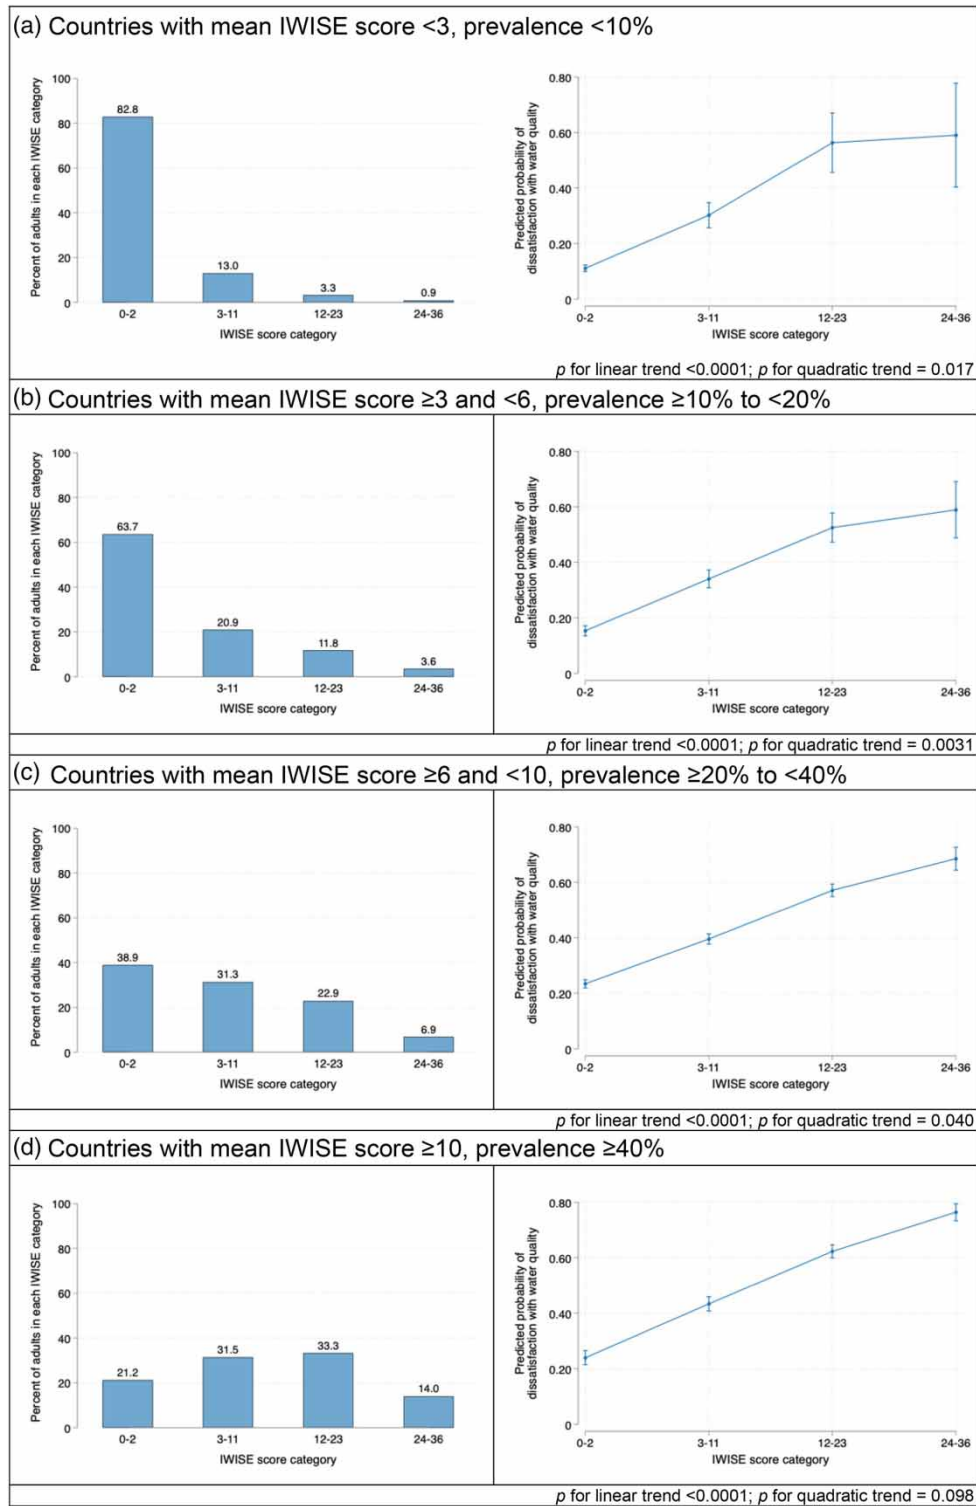 (a) Countries with mean IWISE score <3, prevalence <10%
Percent of adults in each IWISE category
100
80
60
40
20
0
82.8
13.0
3.3
0.9
0-2 3-11 12-23 24-36
IWISE score category
Predicted probability of
dissatisfaction with water quality
0.80
0.60
0.40
0.20
0
0-2 3-11 12-23 24-36
IWISE score category
p for linear trend <0.0001; p for quadratic trend = 0.017
(b) Countries with mean IWISE score ≥3 and <6, prevalence ≥10% to <20%
Percent of adults in each IWISE category
100
80
60
40
20
0
63.7
20.9
11.8
3.6
0-2 3-11 12-23 24-36
IWISE score category
Predicted probability of
dissatisfaction with water quality
0.80
0.60
0.40
0.20
0
0-2 3-11 12-23 24-36
IWISE score category
p for linear trend <0.0001; p for quadratic trend = 0.0031
(c) Countries with mean IWISE score ≥6 and <10, prevalence ≥20% to <40%
Percent of adults in each IWISE category
100
80
60
40
20
0
38.9
31.3
22.9
6.9
0-2 3-11 12-23 24-36
IWISE score category
Predicted probability of
dissatisfaction with water quality
0.80
0.60
0.40
0.20
0
0-2 3-11 12-23 24-36
IWISE score category
p for linear trend <0.0001; p for quadratic trend = 0.040
(d) Countries with mean IWISE score ≥10, prevalence ≥40%
Percent of adults in each IWISE category
100
80
60
40
20
0
21.2
31.5
33.3
14.0
0-2 3-11 12-23 24-36
IWISE score category
Predicted probability of
dissatisfaction with water quality
0.80
0.60
0.40
0.20
0
0-2 3-11 12-23 24-36
IWISE score category
p for linear trend <0.0001; p for quadratic trend = 0.098